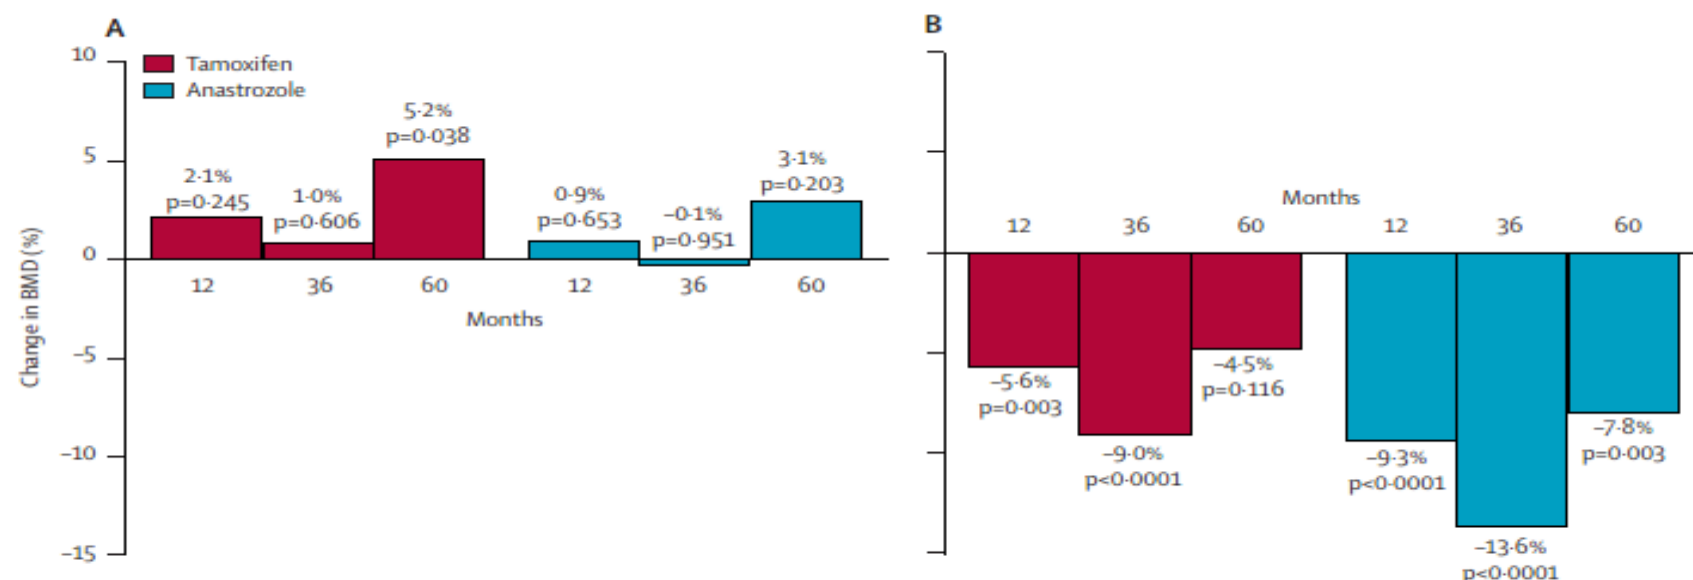 A
10
Tamoxifen
Anastrozole
5·2%
p=0·038
5
2·1%
p=0·245
1·0%
p=0·606
0·9%
p=0·653
−0·1%
p=0·951
3·1%
p=0·203
0
12
36
60
12
36
60
Months
Change in BMD (%)
−5
−10
−15
B
Months
12
36
60
12
36
60
−5·6%
p=0·003
−9·0%
p<0·0001
−4·5%
p=0·116
−9·3%
p<0·0001
−13·6%
p<0·0001
−7·8%
p=0·003